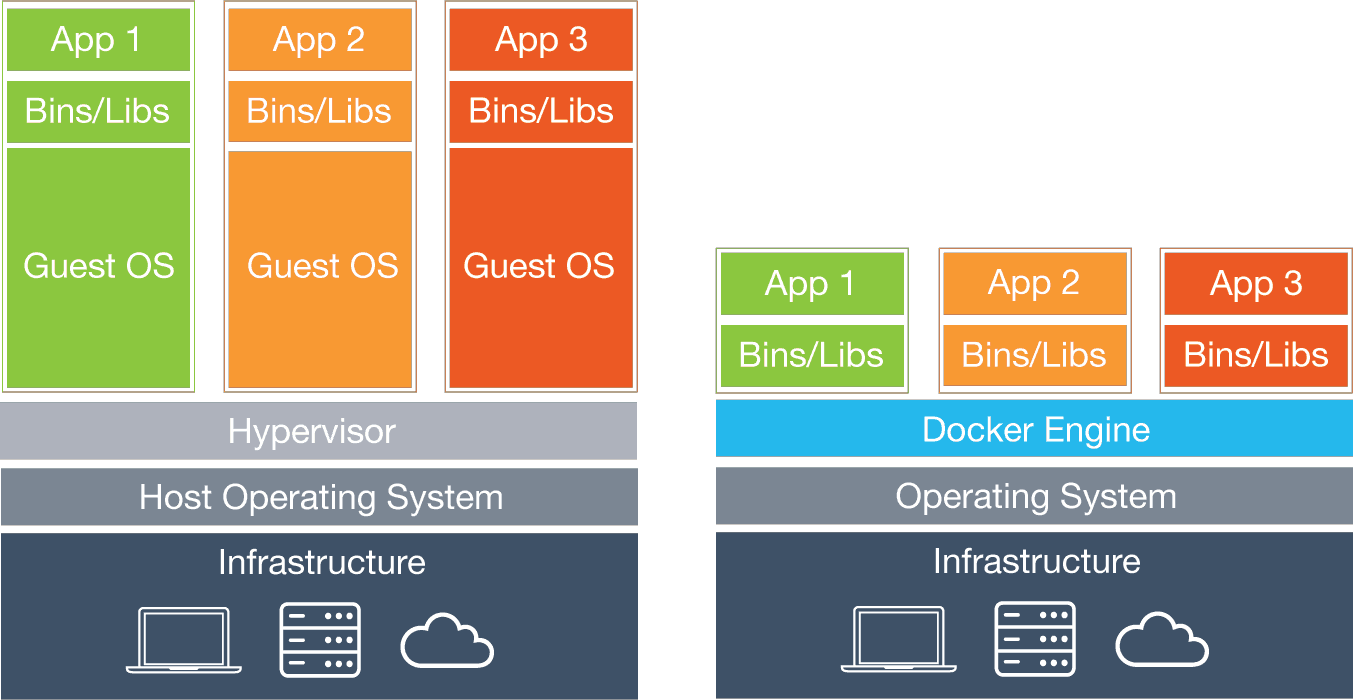 App 1
App 2
App 3
Bins/Libs
Bins/Libs
Bins/Libs
Guest OS
Guest OS
Guest OS
Hypervisor
Host Operating System
Infrastructure
App 1
App 2
App 3
Bins/Libs
Bins/Libs
Bins/Libs
Docker Engine
Operating System
Infrastructure